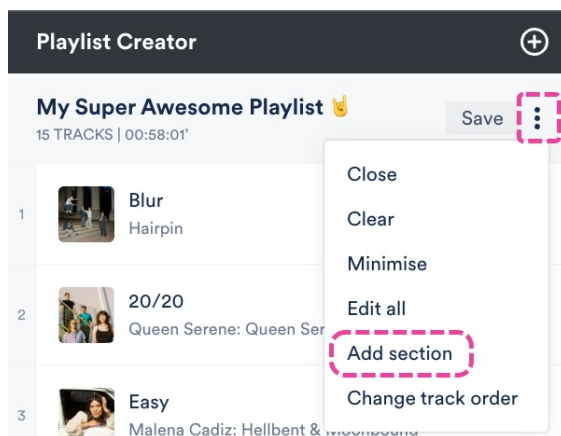 Playlist Creator
My Super Awesome Playlist 🤘
15 TRACKS | 00:58:01’
Save
Close
Clear
Minimise
Edit all
Add section
Change track order
1
Blur
Hairpin
2
20/20
Queen Serene: Queen Ser
3
Easy
Malena Cadiz: Hellbent & Moonbound